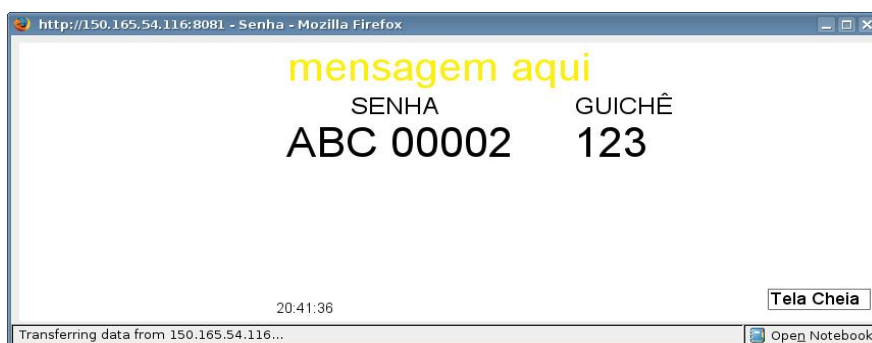 http://150.165.54.116:8081 - Senha - Mozilla Firefox
mensagem aqui
SENHA GUICHÊ
ABC 00002 123
20:41:36
Tela Cheia
Transferring data from 150.165.54.116... Open Notebook